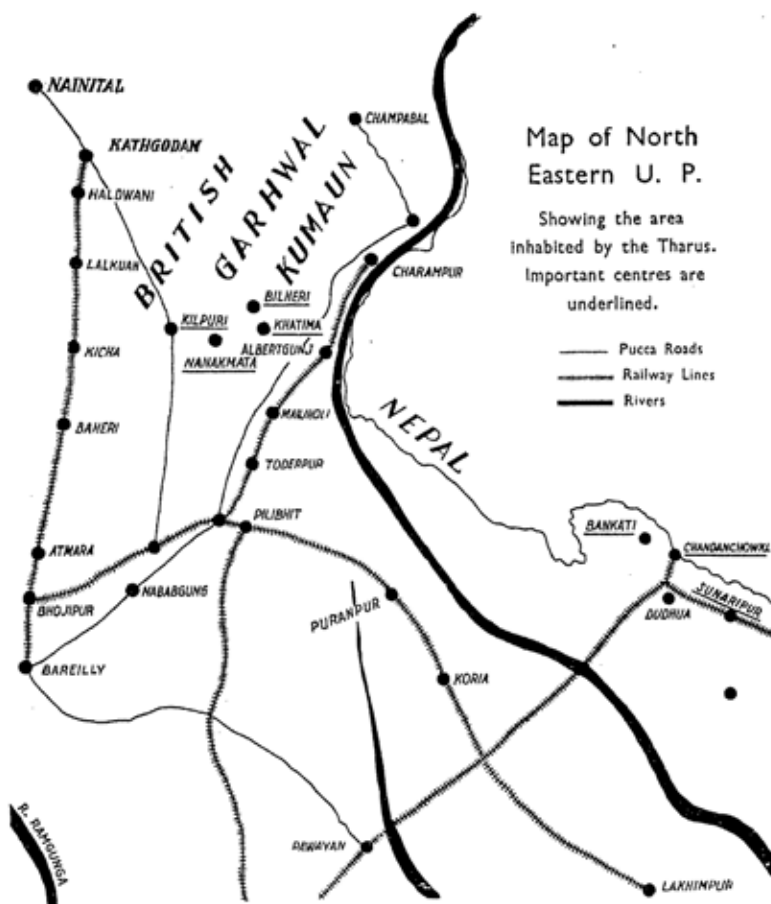 NAINITAL
CHAMPABAL
Map of North
Eastern U. P.
KATHGODAM
HALDWANI
BRITISH
GARHWAL
KUMAUN
Showing the area
inhabited by the Tharus.
Important centres are
underlined.
LALKUAN
CHARAMPUR
BILHERI
KILPURI
KHATIMA
NANAKMATA
ALBERTGUNJ
KICHA
Pucca Roads
Railway Lines
Rivers
MAIJHOLI
BAHERI
NEPAL
TODERPUR
PILIBHIT
BANKATI
ATMARA
CHANDANCHOWKI
NABABGUNG
SUNARIPUR
BHOJIPUR
PURANPUR
DUDHUA
BAREILLY
KORIA
R. RAMGUNGA
PAWAYAN
LAKHIMPUR